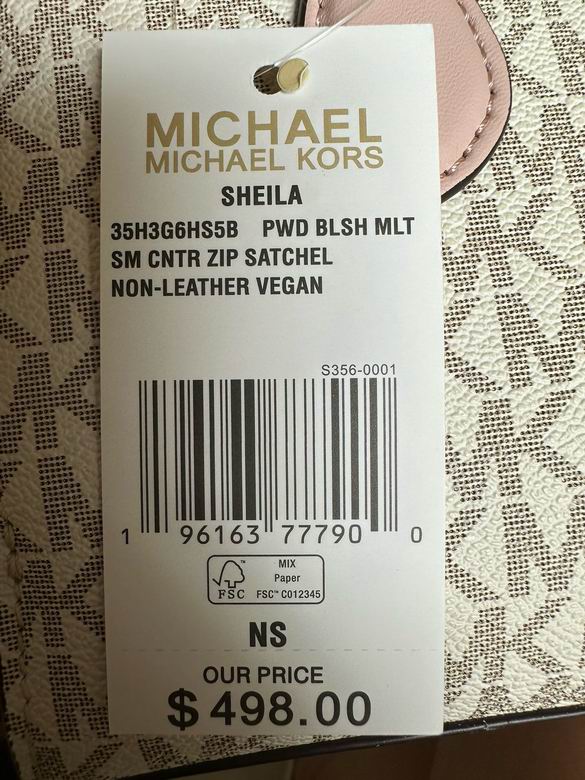 MICHAEL
MICHAEL KORS
SHEILA
35H3G6HS5B PWD BLSH MLT
SM CNTR ZIP SATCHEL
NON-LEATHER VEGAN
S356-0001
1 96163 77790 0
FSC™
MIX
Paper
FSC™ C012345
NS
OUR PRICE
$498.00